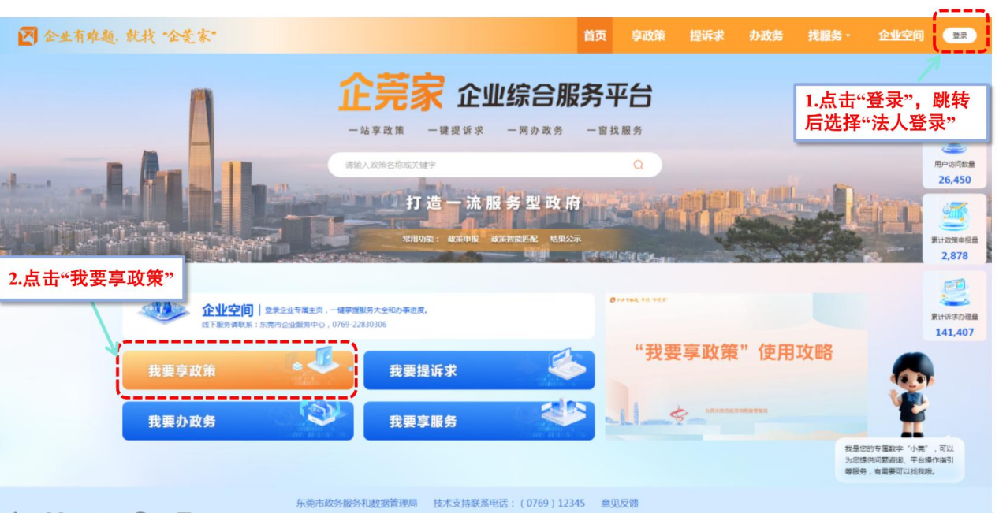 企业有难题，就找“企莞家”
首页 享政策 提诉求 办政务 找服务 企业空间 登录
企莞家 企业综合服务平台
1.点击“登录”，跳转
后选择“法人登录”
一站享政策 一键提诉求 一网办政务 一窗找服务
请输入政策名称或关键字
用户访问数量
26,450
打造一流服务型政府
常用功能： 政策申报 政策智能匹配 结果公示
累计政策申报量
2,878
2.点击“我要享政策”
企业空间 | 登录企业专属主页，一键掌握服务大全和办事进度。
线下服务请联系：东莞市企业服务中心，0769-22830306
累计诉求办理量
141,407
“我要享政策”使用攻略
我要享政策 我要提诉求
东莞市政务服务和数据管理局
我要办政务 我要享服务
我是您的专属数字“小莞”，可以
为您提供问题咨询、平台操作指引
等服务，有需要可以找我哦。
东莞市政务服务和数据管理局 技术支持联系电话：（0769）12345 意见反馈